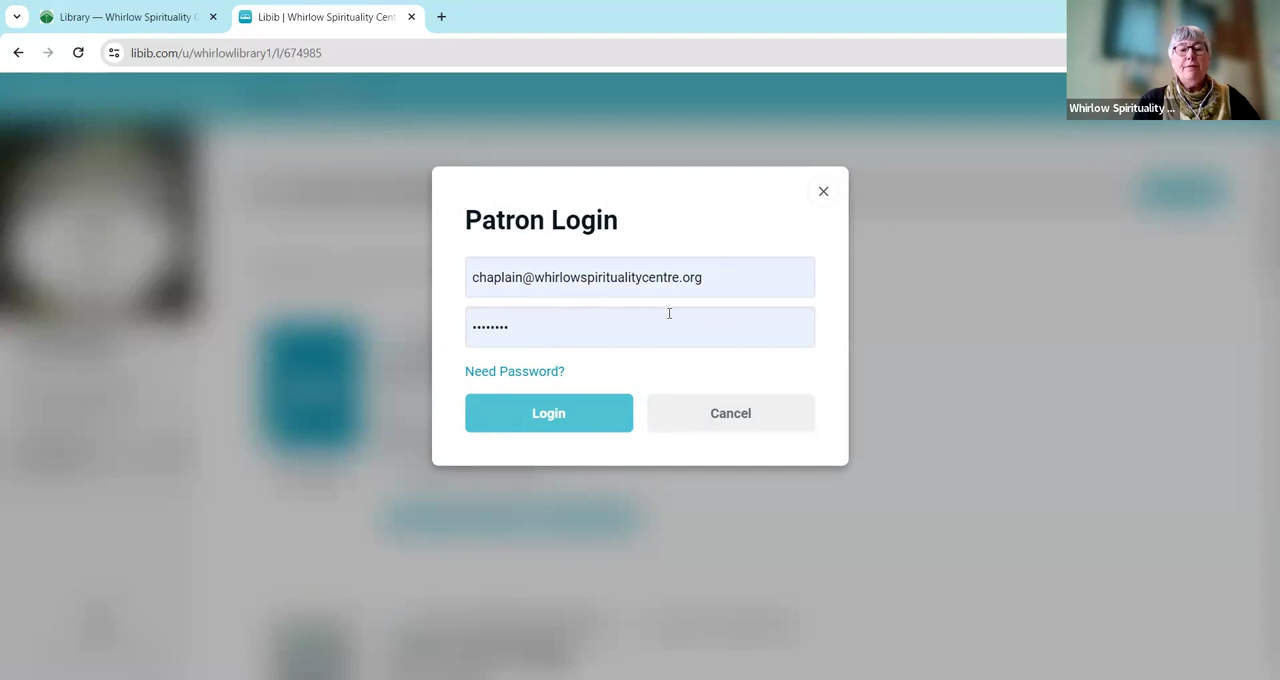 Library — Whirlow Spirituality C
Libib | Whirlow Spirituality Cent
libib.com/u/whirlowlibrary1/l/674985
Whirlow Spirituality ...
Patron Login
chaplain@whirlowspiritualitycentre.org
••••••••
Need Password?
Login
Cancel